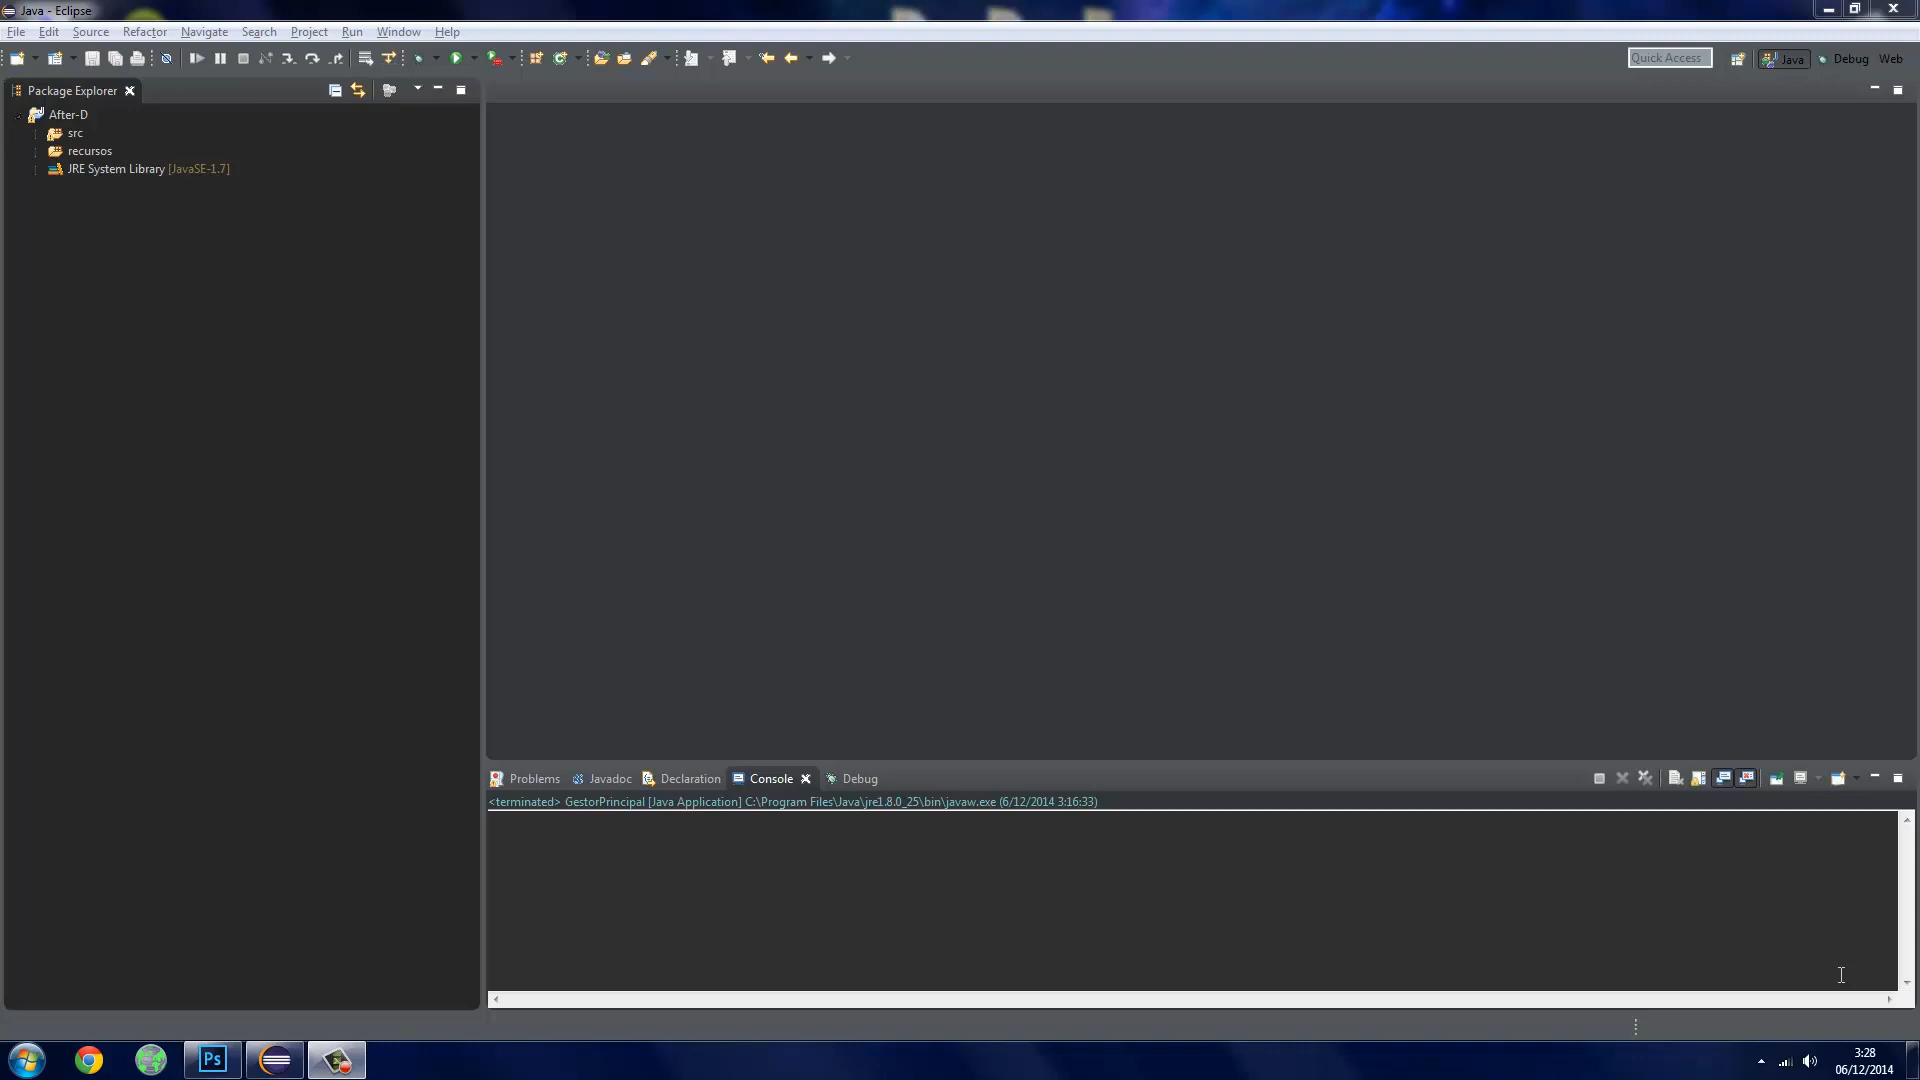 Java - Eclipse
File Edit Source Refactor Navigate Search Project Run Window Help
Quick Access Java Debug Web
Package Explorer
After-D
src
recursos
JRE System Library [JavaSE-1.7]
Problems Javadoc Declaration Console Debug
<terminated> GestorPrincipal [Java Application] C:\Program Files\Java\jre1.8.0_25\bin\javaw.exe (6/12/2014 3:16:33)
Ps
3:28
06/12/2014